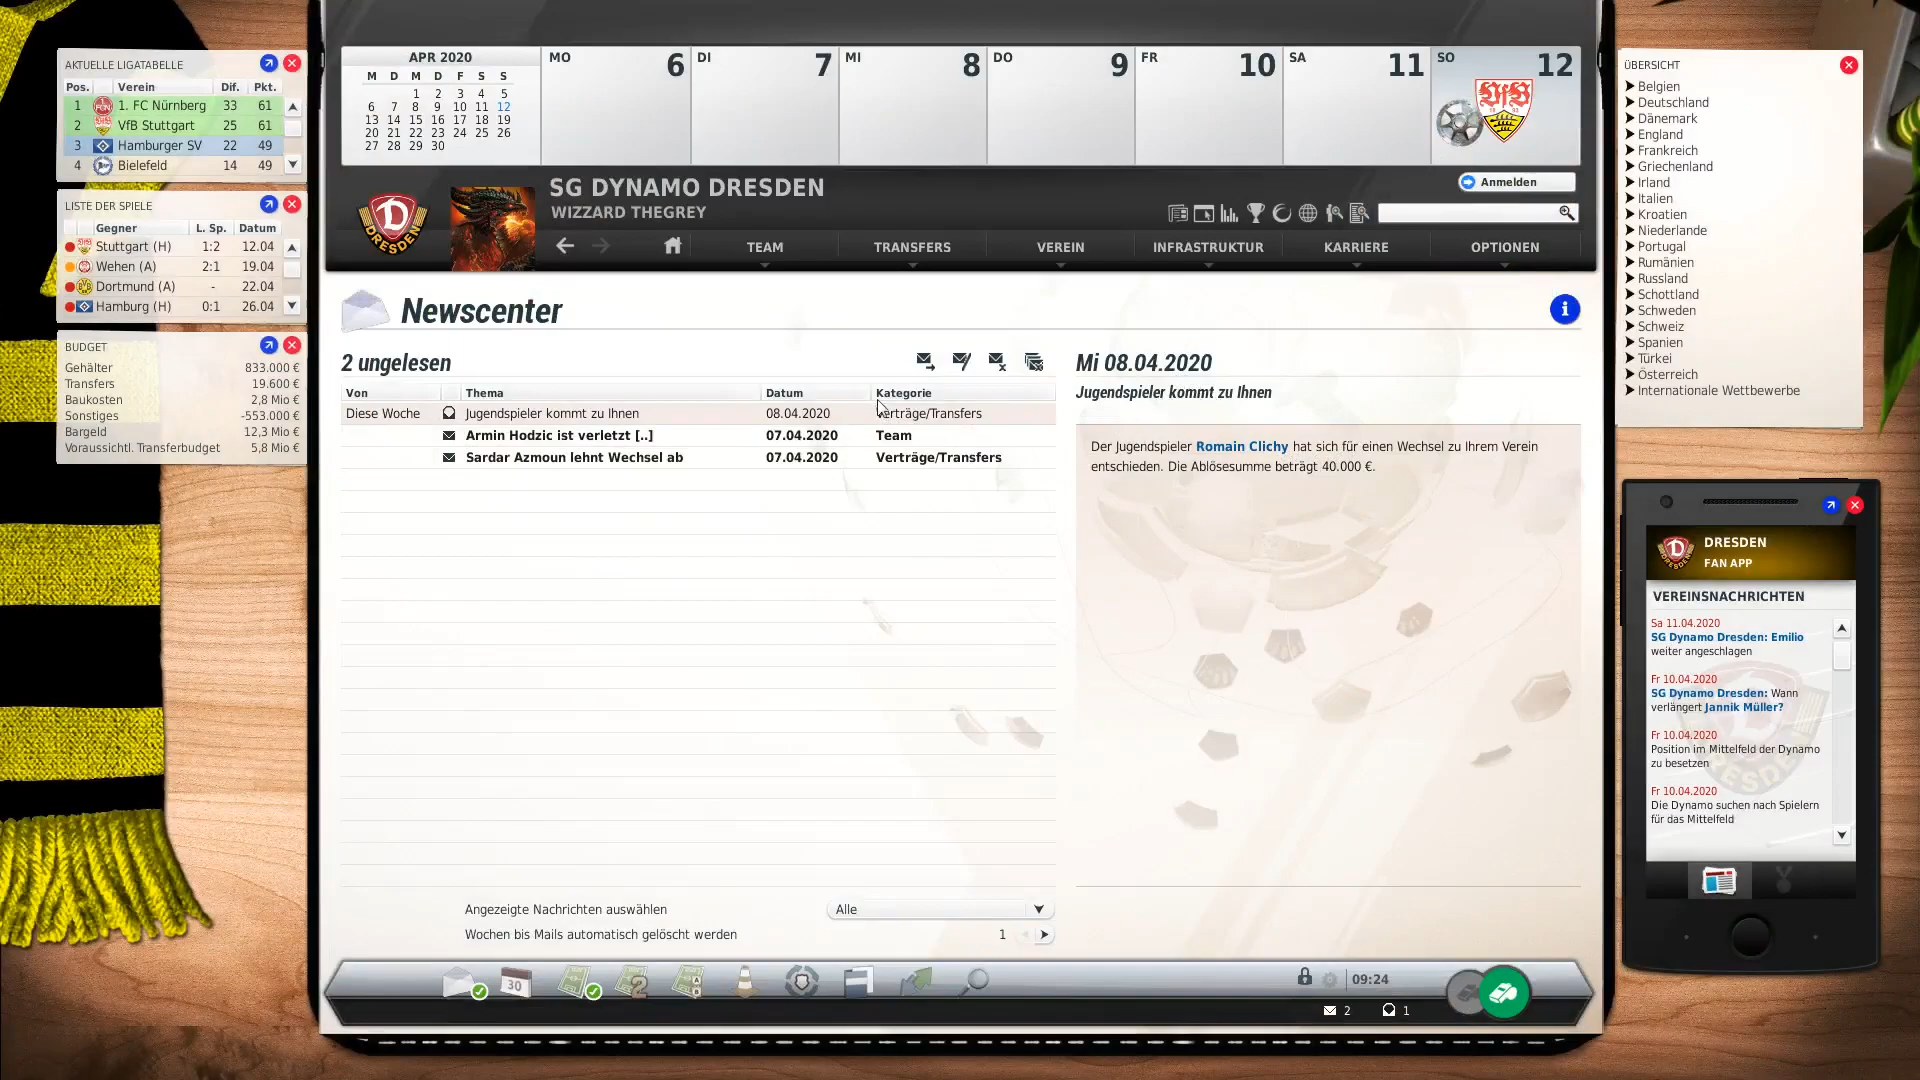 AKTUELLE LIGATABELLE
Pos. Verein Dif. Pkt.
1 1. FC Nürnberg 33 61
2 VfB Stuttgart 25 61
3 Hamburger SV 22 49
4 Bielefeld 14 49
LISTE DER SPIELE
Gegner L. Sp. Datum
Stuttgart (H) 1:2 12.04
Wehen (A) 2:1 19.04
Dortmund (A) - 22.04
Hamburg (H) 0:1 26.04
BUDGET
Gehälter 833.000 €
Transfers 19.600 €
Baukosten 2,8 Mio €
Sonstiges -553.000 €
Bargeld 12,3 Mio €
Voraussichtl. Transferbudget 5,8 Mio €
APR 2020
M D M D F S S
1 2 3 4 5
6 7 8 9 10 11 12
13 14 15 16 17 18 19
20 21 22 23 24 25 26
27 28 29 30
MO 6
DI 7
MI 8
DO 9
FR 10
SA 11
SO 12
SG DYNAMO DRESDEN
WIZZARD THEGREY
Anmelden
TEAM TRANSFERS VEREIN INFRASTRUKTUR KARRIERE OPTIONEN
Newscenter
2 ungelesen
Von Thema Datum Kategorie
Diese Woche Jugendspieler kommt zu Ihnen 08.04.2020 Verträge/Transfers
Armin Hodzic ist verletzt [..] 07.04.2020 Team
Sardar Azmoun lehnt Wechsel ab 07.04.2020 Verträge/Transfers
Angezeigte Nachrichten auswählen Alle
Wochen bis Mails automatisch gelöscht werden 1
Mi 08.04.2020
Jugendspieler kommt zu Ihnen
Der Jugendspieler Romain Clichy hat sich für einen Wechsel zu Ihrem Verein
entschieden. Die Ablösesumme beträgt 40.000 €.
30
2
09:24
2 1
ÜBERSICHT
Belgien
Deutschland
Dänemark
England
Frankreich
Griechenland
Irland
Italien
Kroatien
Niederlande
Portugal
Rumänien
Russland
Schottland
Schweden
Schweiz
Spanien
Türkei
Österreich
Internationale Wettbewerbe
DRESDEN
FAN APP
VEREINSNACHRICHTEN
Sa 11.04.2020
SG Dynamo Dresden: Emilio
weiter angeschlagen
Fr 10.04.2020
SG Dynamo Dresden: Wann
verlängert Jannik Müller?
Fr 10.04.2020
Position im Mittelfeld der Dynamo
zu besetzen
Fr 10.04.2020
Die Dynamo suchen nach Spielern
für das Mittelfeld